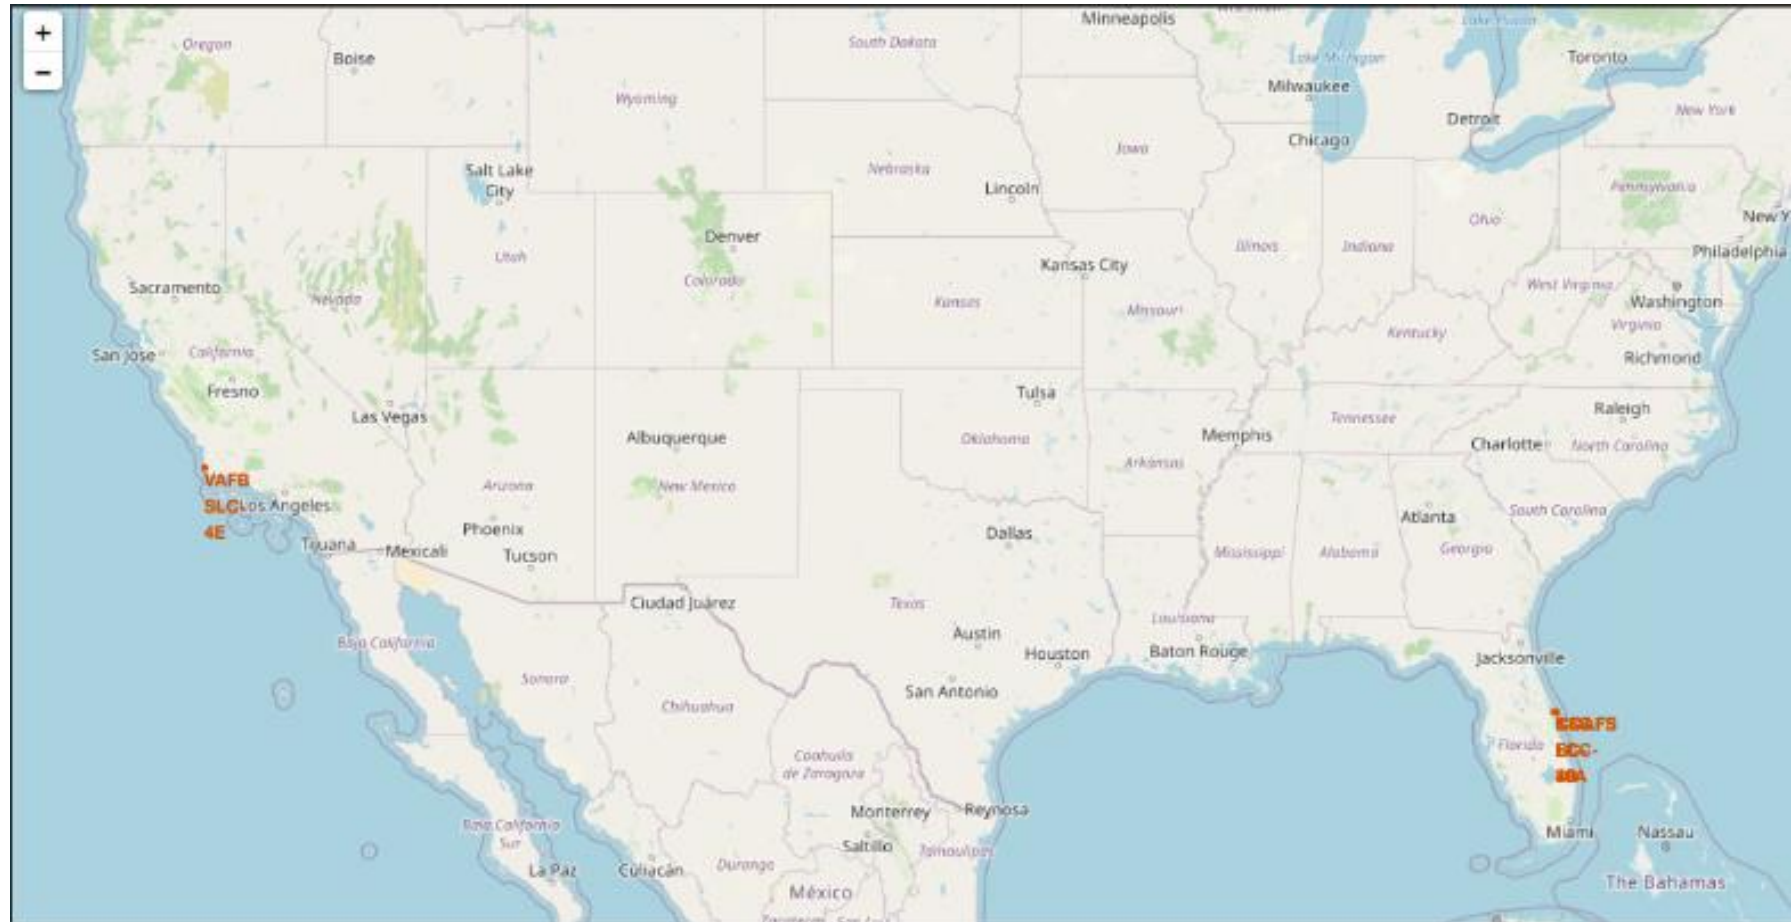 +
−
Minneapolis
Oregon
South Dakota
Boise
Lake Michigan
Toronto
Wyoming
Milwaukee
New York
Detroit
Chicago
Iowa
Salt Lake
City
Nebraska
Lincoln
Pennsylvania
Ohio
New Y
Denver
Illinois
Indiana
Philadelphia
Utah
Kansas City
Colorado
Sacramento
Nevada
Kansas
Missouri
West Virginia
Washington
Virginia
Kentucky
San Jose
California
Richmond
Fresno
Tulsa
Las Vegas
Tennessee
Raleigh
Albuquerque
Oklahoma
Memphis
Charlotte
North Carolina
Arkansas
VAFB
SLC-
4E
Los Angeles
Arizona
New Mexico
South Carolina
Atlanta
Phoenix
Dallas
Tijuana
Mexicali
Tucson
Mississippi
Alabama
Georgia
Ciudad Juárez
Texas
Louisiana
Austin
Baja California
Houston
Baton Rouge
Jacksonville
Sonora
San Antonio
Chihuahua
Florida
Coahuila
de Zaragoza
Monterrey
Reynosa
Baja California
Sur
Saltillo
Tamaulipas
Miami
Nassau
La Paz
Culiacán
Durango
México
The Bahamas